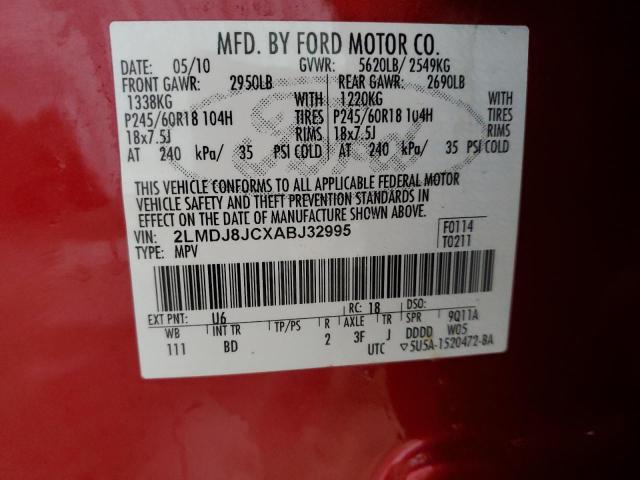 MFD. BY FORD MOTOR CO.
DATE: 05/10 GVWR: 5620LB/ 2549KG
FRONT GAWR: 2950LB REAR GAWR: 2690LB
1338KG WITH 1220KG WITH
P245/60R18 104H TIRES P245/60R18 104H TIRES
18x7.5J RIMS 18x7.5J RIMS
AT 240 kPa/ 35 PSI COLD AT 240 kPa/ 35 PSI COLD
THIS VEHICLE CONFORMS TO ALL APPLICABLE FEDERAL MOTOR
VEHICLE SAFETY AND THEFT PREVENTION STANDARDS IN
EFFECT ON THE DATE OF MANUFACTURE SHOWN ABOVE.
VIN: 2LMDJ8JCXABJ32995 F0114
TYPE: MPV T0211
EXT PNT: U6 RC: 18 DSO:
WB INT TR TP/PS R AXLE TR SPR 9Q11A
111 BD 2 3F J DDDD W05
UTC ▽5U5A-1520472-BA
Ford